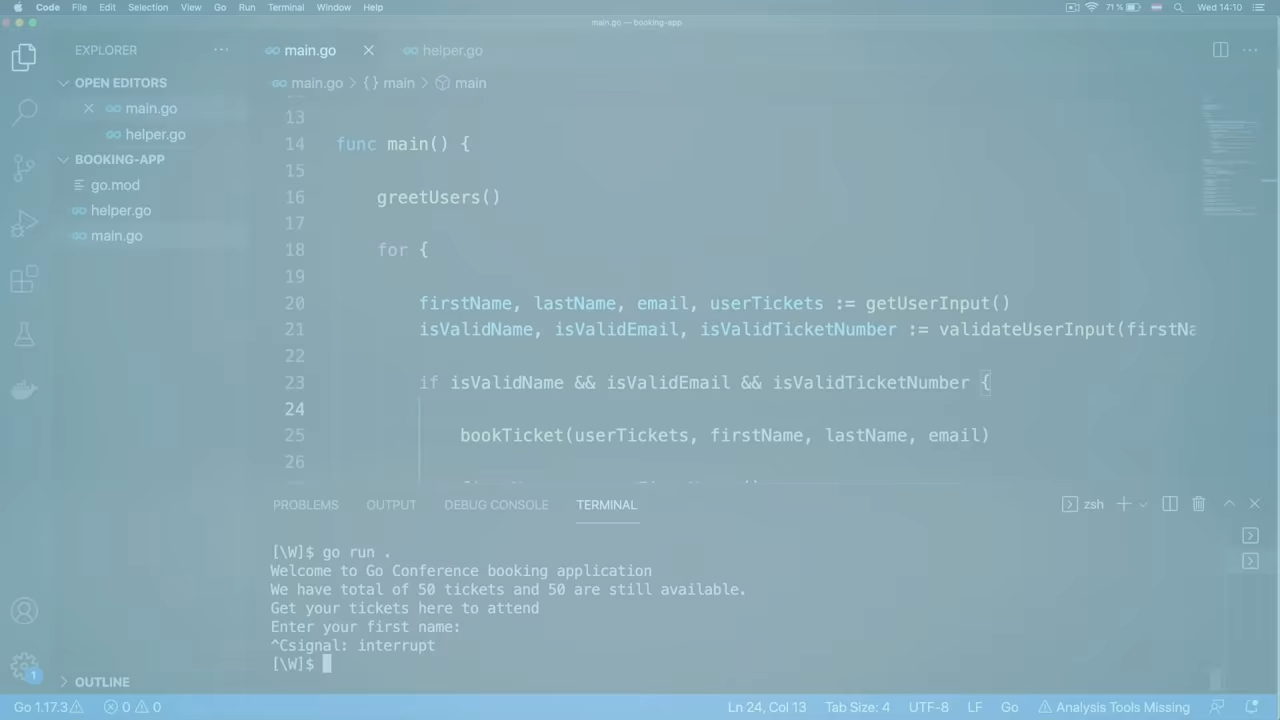 Code File Edit Selection View Go Run Terminal Window Help 71 % Wed 14:10
main.go — booking-app
EXPLORER
OPEN EDITORS
main.go
helper.go
BOOKING-APP
go.mod
helper.go
main.go
OUTLINE
main.go helper.go
main.go > {} main > main
13
14 func main() {
15
16 greetUsers()
17
18 for {
19
20 firstName, lastName, email, userTickets := getUserInput()
21 isValidName, isValidEmail, isValidTicketNumber := validateUserInput(firstNa
22
23 if isValidName && isValidEmail && isValidTicketNumber {
24
25 bookTicket(userTickets, firstName, lastName, email)
26
PROBLEMS OUTPUT DEBUG CONSOLE TERMINAL zsh
[\W]$ go run .
Welcome to Go Conference booking application
We have total of 50 tickets and 50 are still available.
Get your tickets here to attend
Enter your first name:
^Csignal: interrupt
[\W]$
1
Go 1.17.3 0 0 Ln 24, Col 13 Tab Size: 4 UTF-8 LF Go Analysis Tools Missing